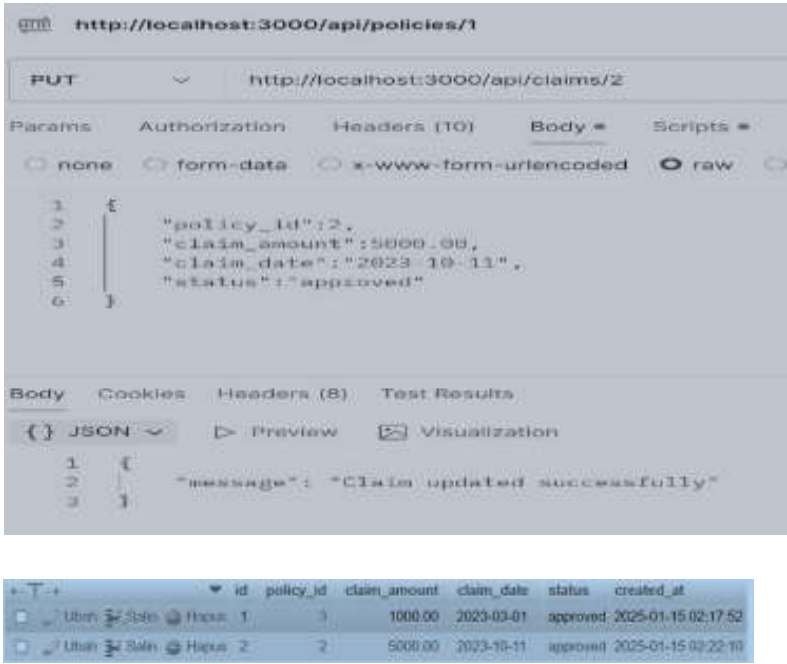 http://localhost:3000/api/policies/1
PUT http://localhost:3000/api/claims/2
Params Authorization Headers (10) Body Scripts
none form-data x-www-form-urlencoded raw
1 {
2 "policy_id":2,
3 "claim_amount":5000.00,
4 "claim_date":"2023-10-11",
5 "status":"approved"
6 }
Body Cookies Headers (8) Test Results
{ } JSON Preview Visualization
1 {
2 "message": "Claim updated successfully"
3 }
id policy_id claim_amount claim_date status created_at
Ubah Salin Hapus 1 3 1000.00 2023-03-01 approved 2025-01-15 02:17:52
Ubah Salin Hapus 2 2 5000.00 2023-10-11 approved 2025-01-15 02:22:10